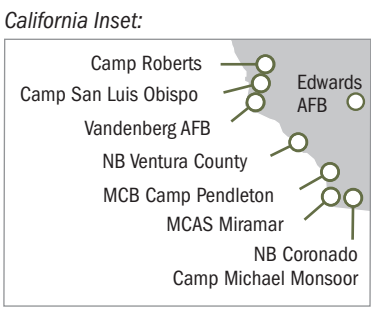 California Inset:
Camp Roberts
Camp San Luis Obispo
Edwards
AFB
Vandenberg AFB
NB Ventura County
MCB Camp Pendleton
MCAS Miramar
NB Coronado
Camp Michael Monsoor